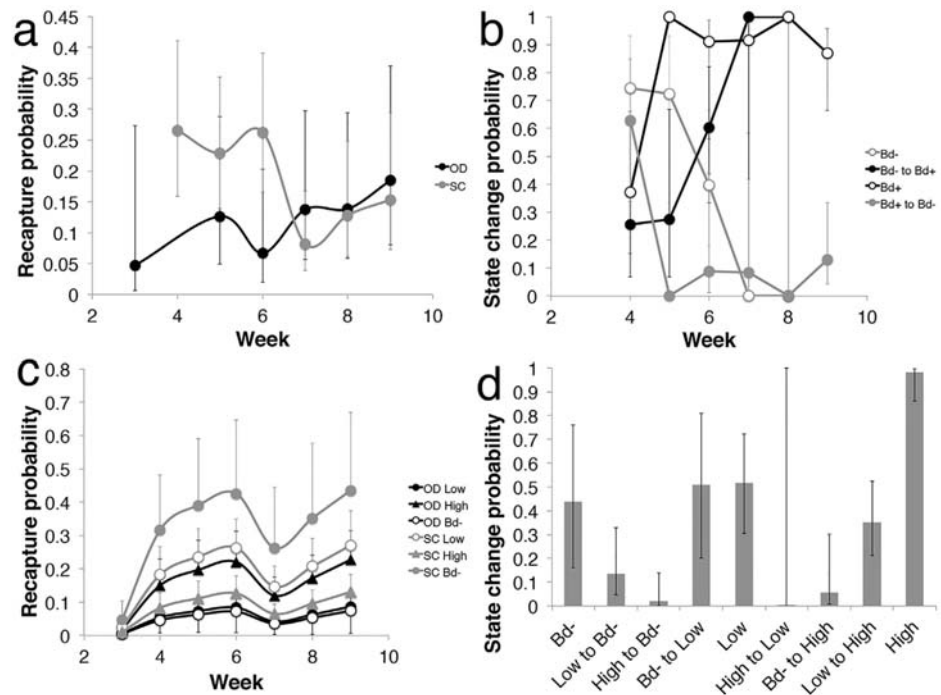 a
Recapture probability
0.45
0.4
0.35
0.3
0.25
0.2
0.15
0.1
0.05
0
2
4
6
8
10
Week
OD
SC
b
State change probability
1
0.9
0.8
0.7
0.6
0.5
0.4
0.3
0.2
0.1
0
2
4
6
8
10
Week
Bd-
Bd- to Bd+
Bd+
Bd+ to Bd-
c
Recapture probability
0.8
0.7
0.6
0.5
0.4
0.3
0.2
0.1
0
2
4
6
8
10
Week
OD Low
OD High
OD Bd-
SC Low
SC High
SC Bd-
d
State change probability
1
0.9
0.8
0.7
0.6
0.5
0.4
0.3
0.2
0.1
0
Bd-
Low to Bd-
High to Bd-
Bd- to Low
Low
High to Low
Bd- to High
Low to High
High